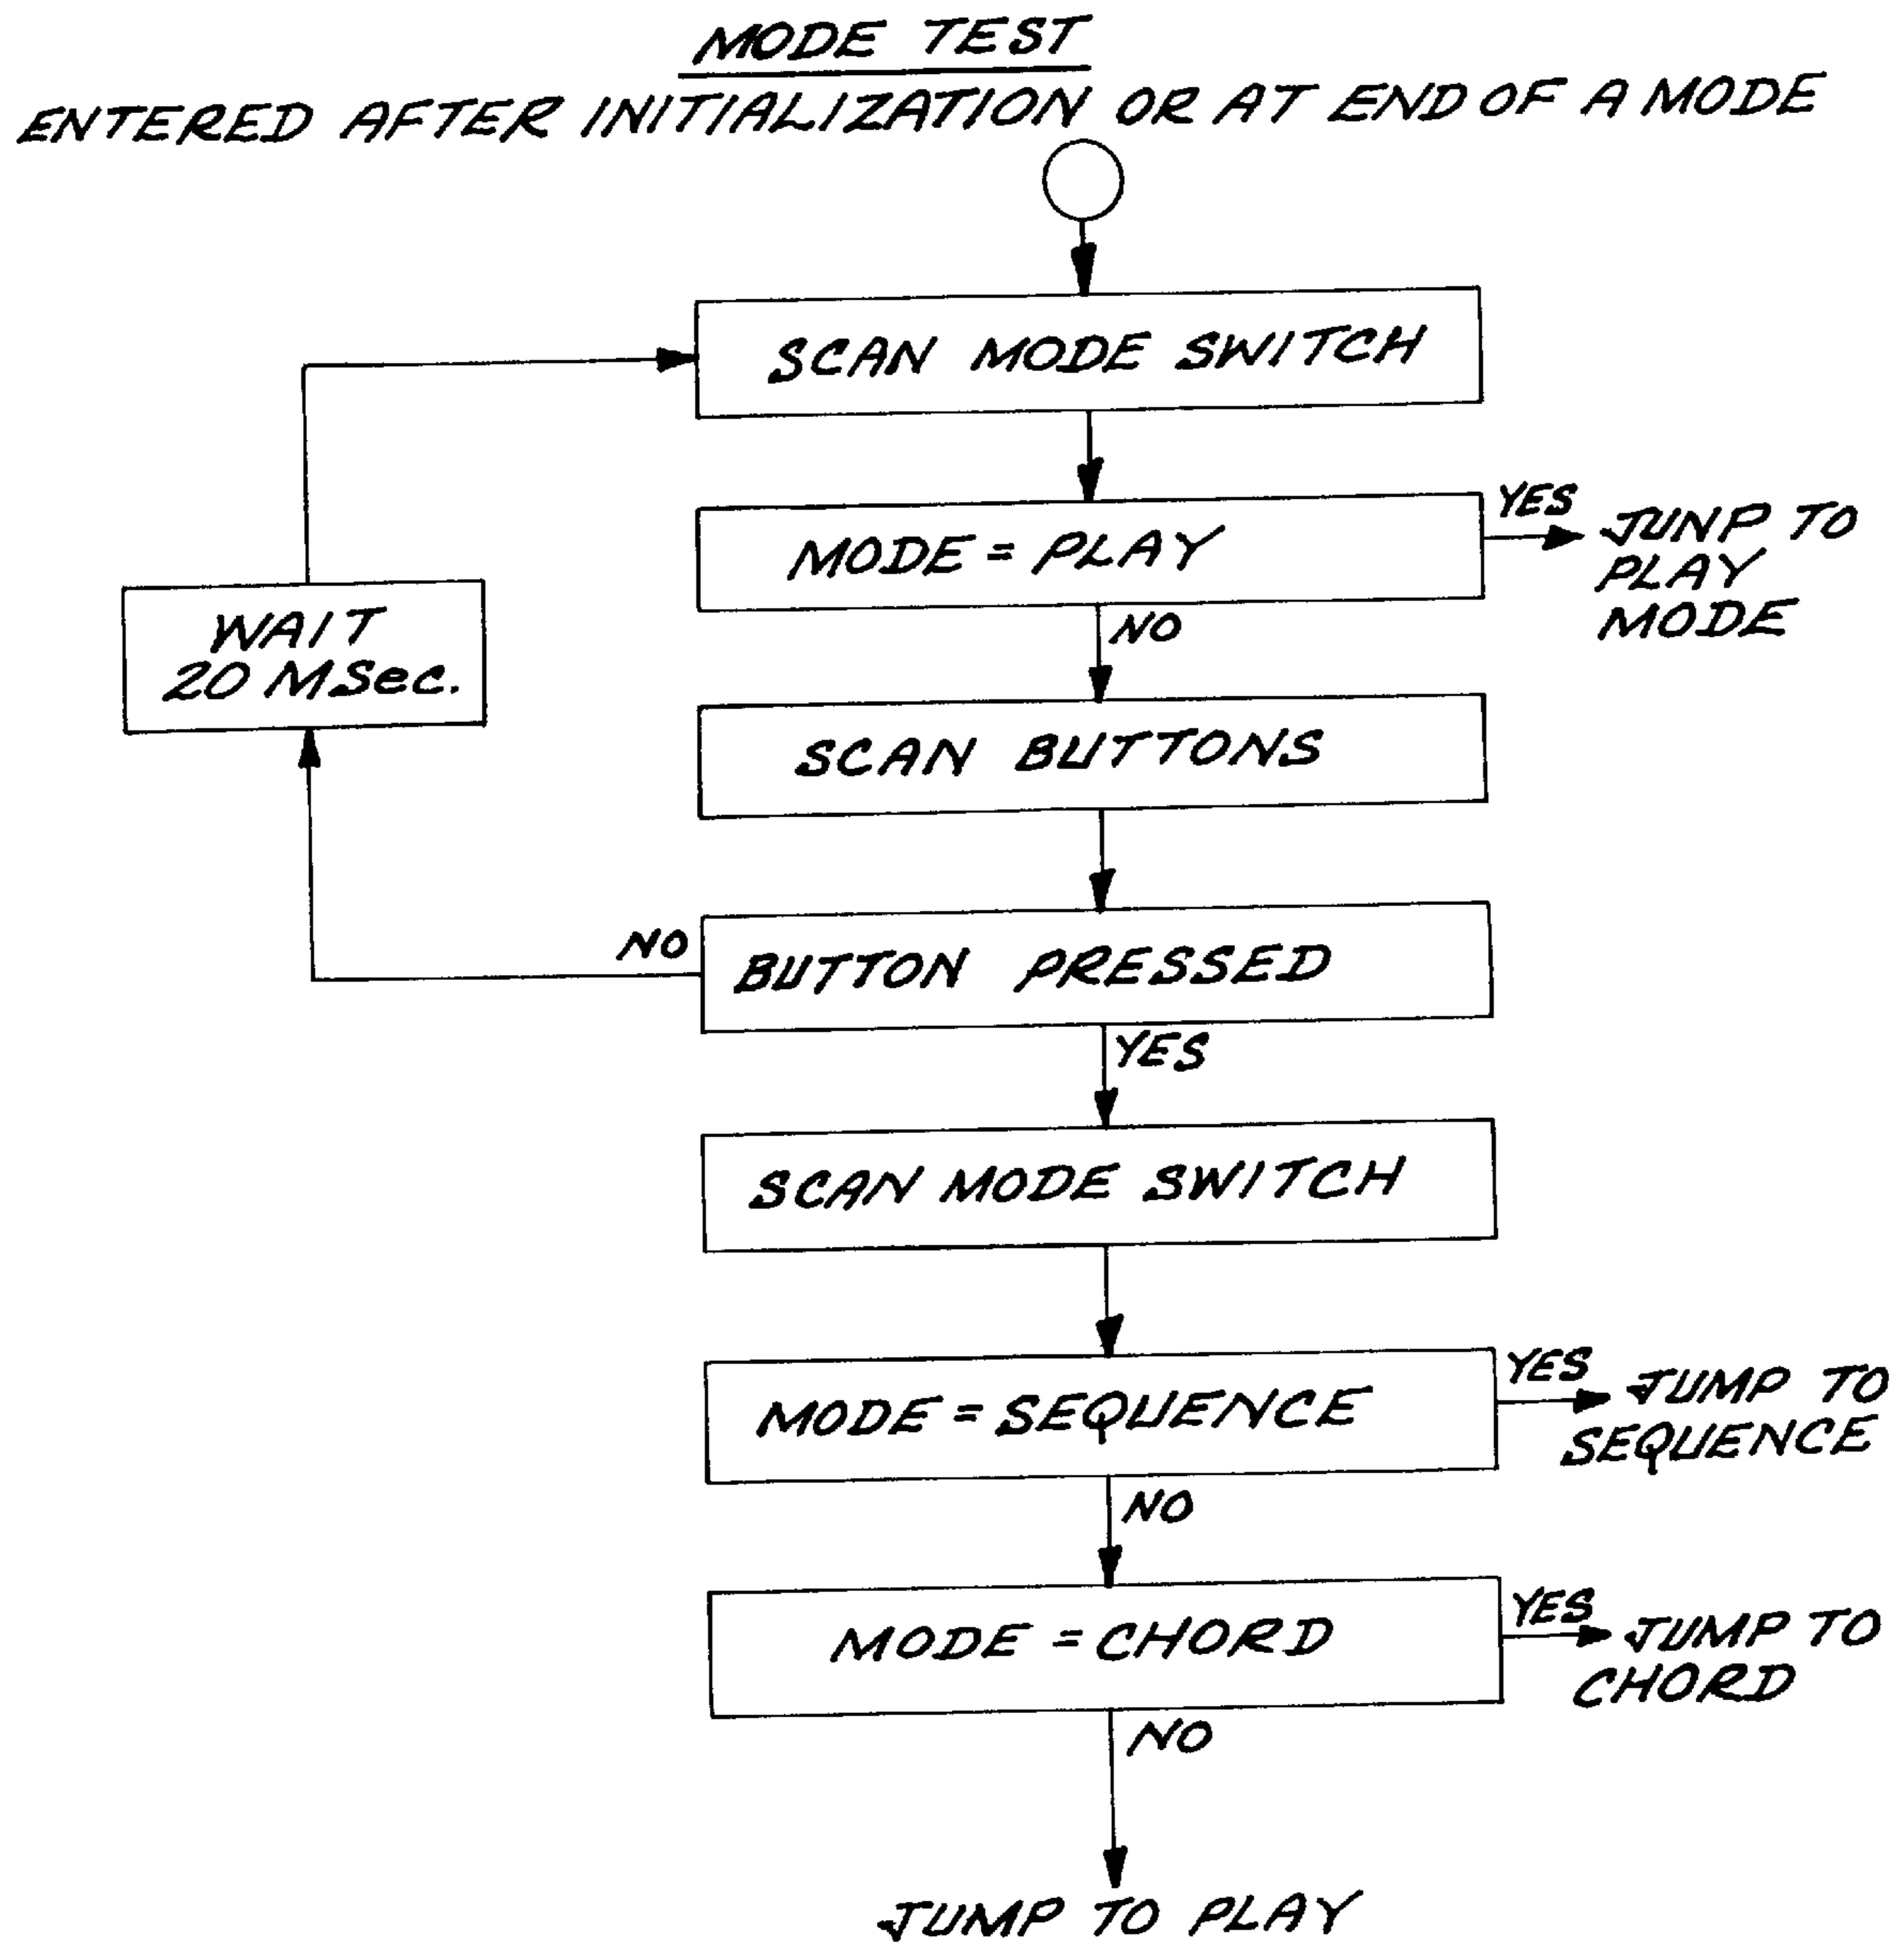 MODE TEST
ENTERED AFTER INITIALIZATION OR AT END OF A MODE
SCAN MODE SWITCH
MODE = PLAY
YES
JUNP TO
PLAY
MODE
NO
WAIT
20 MSec.
SCAN BUTTONS
BUTTON PRESSED
NO
YES
SCAN MODE SWITCH
MODE = SEQUENCE
YES
JUMP TO
SEQUENCE
NO
MODE = CHORD
YES
JUMP TO
CHORD
NO
JUMP TO PLAY